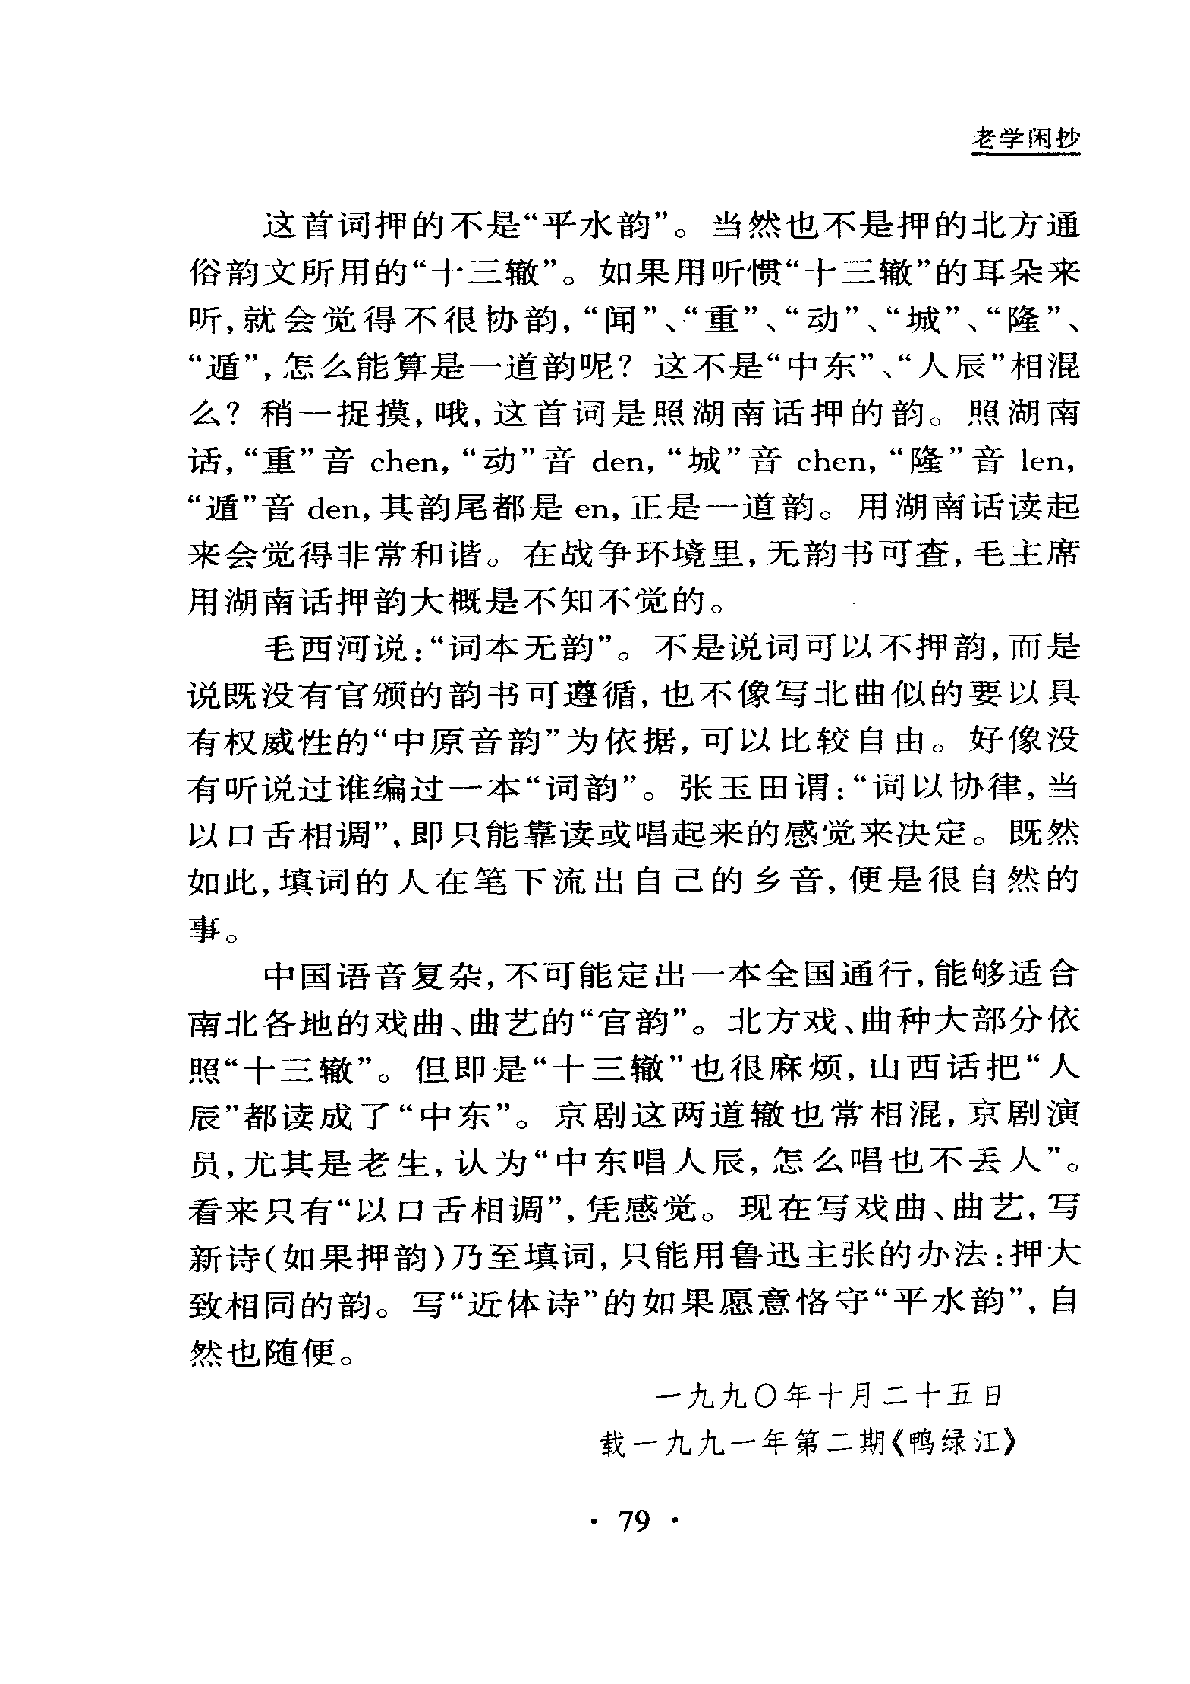 老学闲抄
这首词押的不是“平水韵”。当然也不是押的北方通
俗韵文所用的“十三辙”。如果用听惯“十三辙”的耳朵来
听,就会觉得不很协韵,“闻”、“重”、“动”、“城”、“隆”、
“遁”,怎么能算是一道韵呢?这不是“中东”、“人辰”相混
么?稍一捉摸,哦,这首词是照湖南话押的韵。照湖南
话,“重”音 chen,“动”音 den,“城”音 chen,“隆”音 len,
“遁”音 den,其韵尾都是 en,正是一道韵。用湖南话读起
来会觉得非常和谐。在战争环境里,无韵书可查,毛主席
用湖南话押韵大概是不知不觉的。
毛西河说:“词本无韵”。不是说词可以不押韵,而是
说既没有官颁的韵书可遵循,也不像写北曲似的要以具
有权威性的“中原音韵”为依据,可以比较自由。好像没
有听说过谁编过一本“词韵”。张玉田谓:“词以协律,当
以口舌相调”,即只能靠读或唱起来的感觉来决定。既然
如此,填词的人在笔下流出自己的乡音,便是很自然的
事。
中国语音复杂,不可能定出一本全国通行,能够适合
南北各地的戏曲、曲艺的“官韵”。北方戏、曲种大部分依
照“十三辙”。但即是“十三辙”也很麻烦,山西话把“人
辰”都读成了“中东”。京剧这两道辙也常相混,京剧演
员,尤其是老生,认为“中东唱人辰,怎么唱也不丢人”。
看来只有“以口舌相调”,凭感觉。现在写戏曲、曲艺,写
新诗(如果押韵)乃至填词,只能用鲁迅主张的办法:押大
致相同的韵。写“近体诗”的如果愿意恪守“平水韵”,自
然也随便。
一九九〇年十月二十五日
载一九九一年第二期《鸭绿江》
· 79 ·